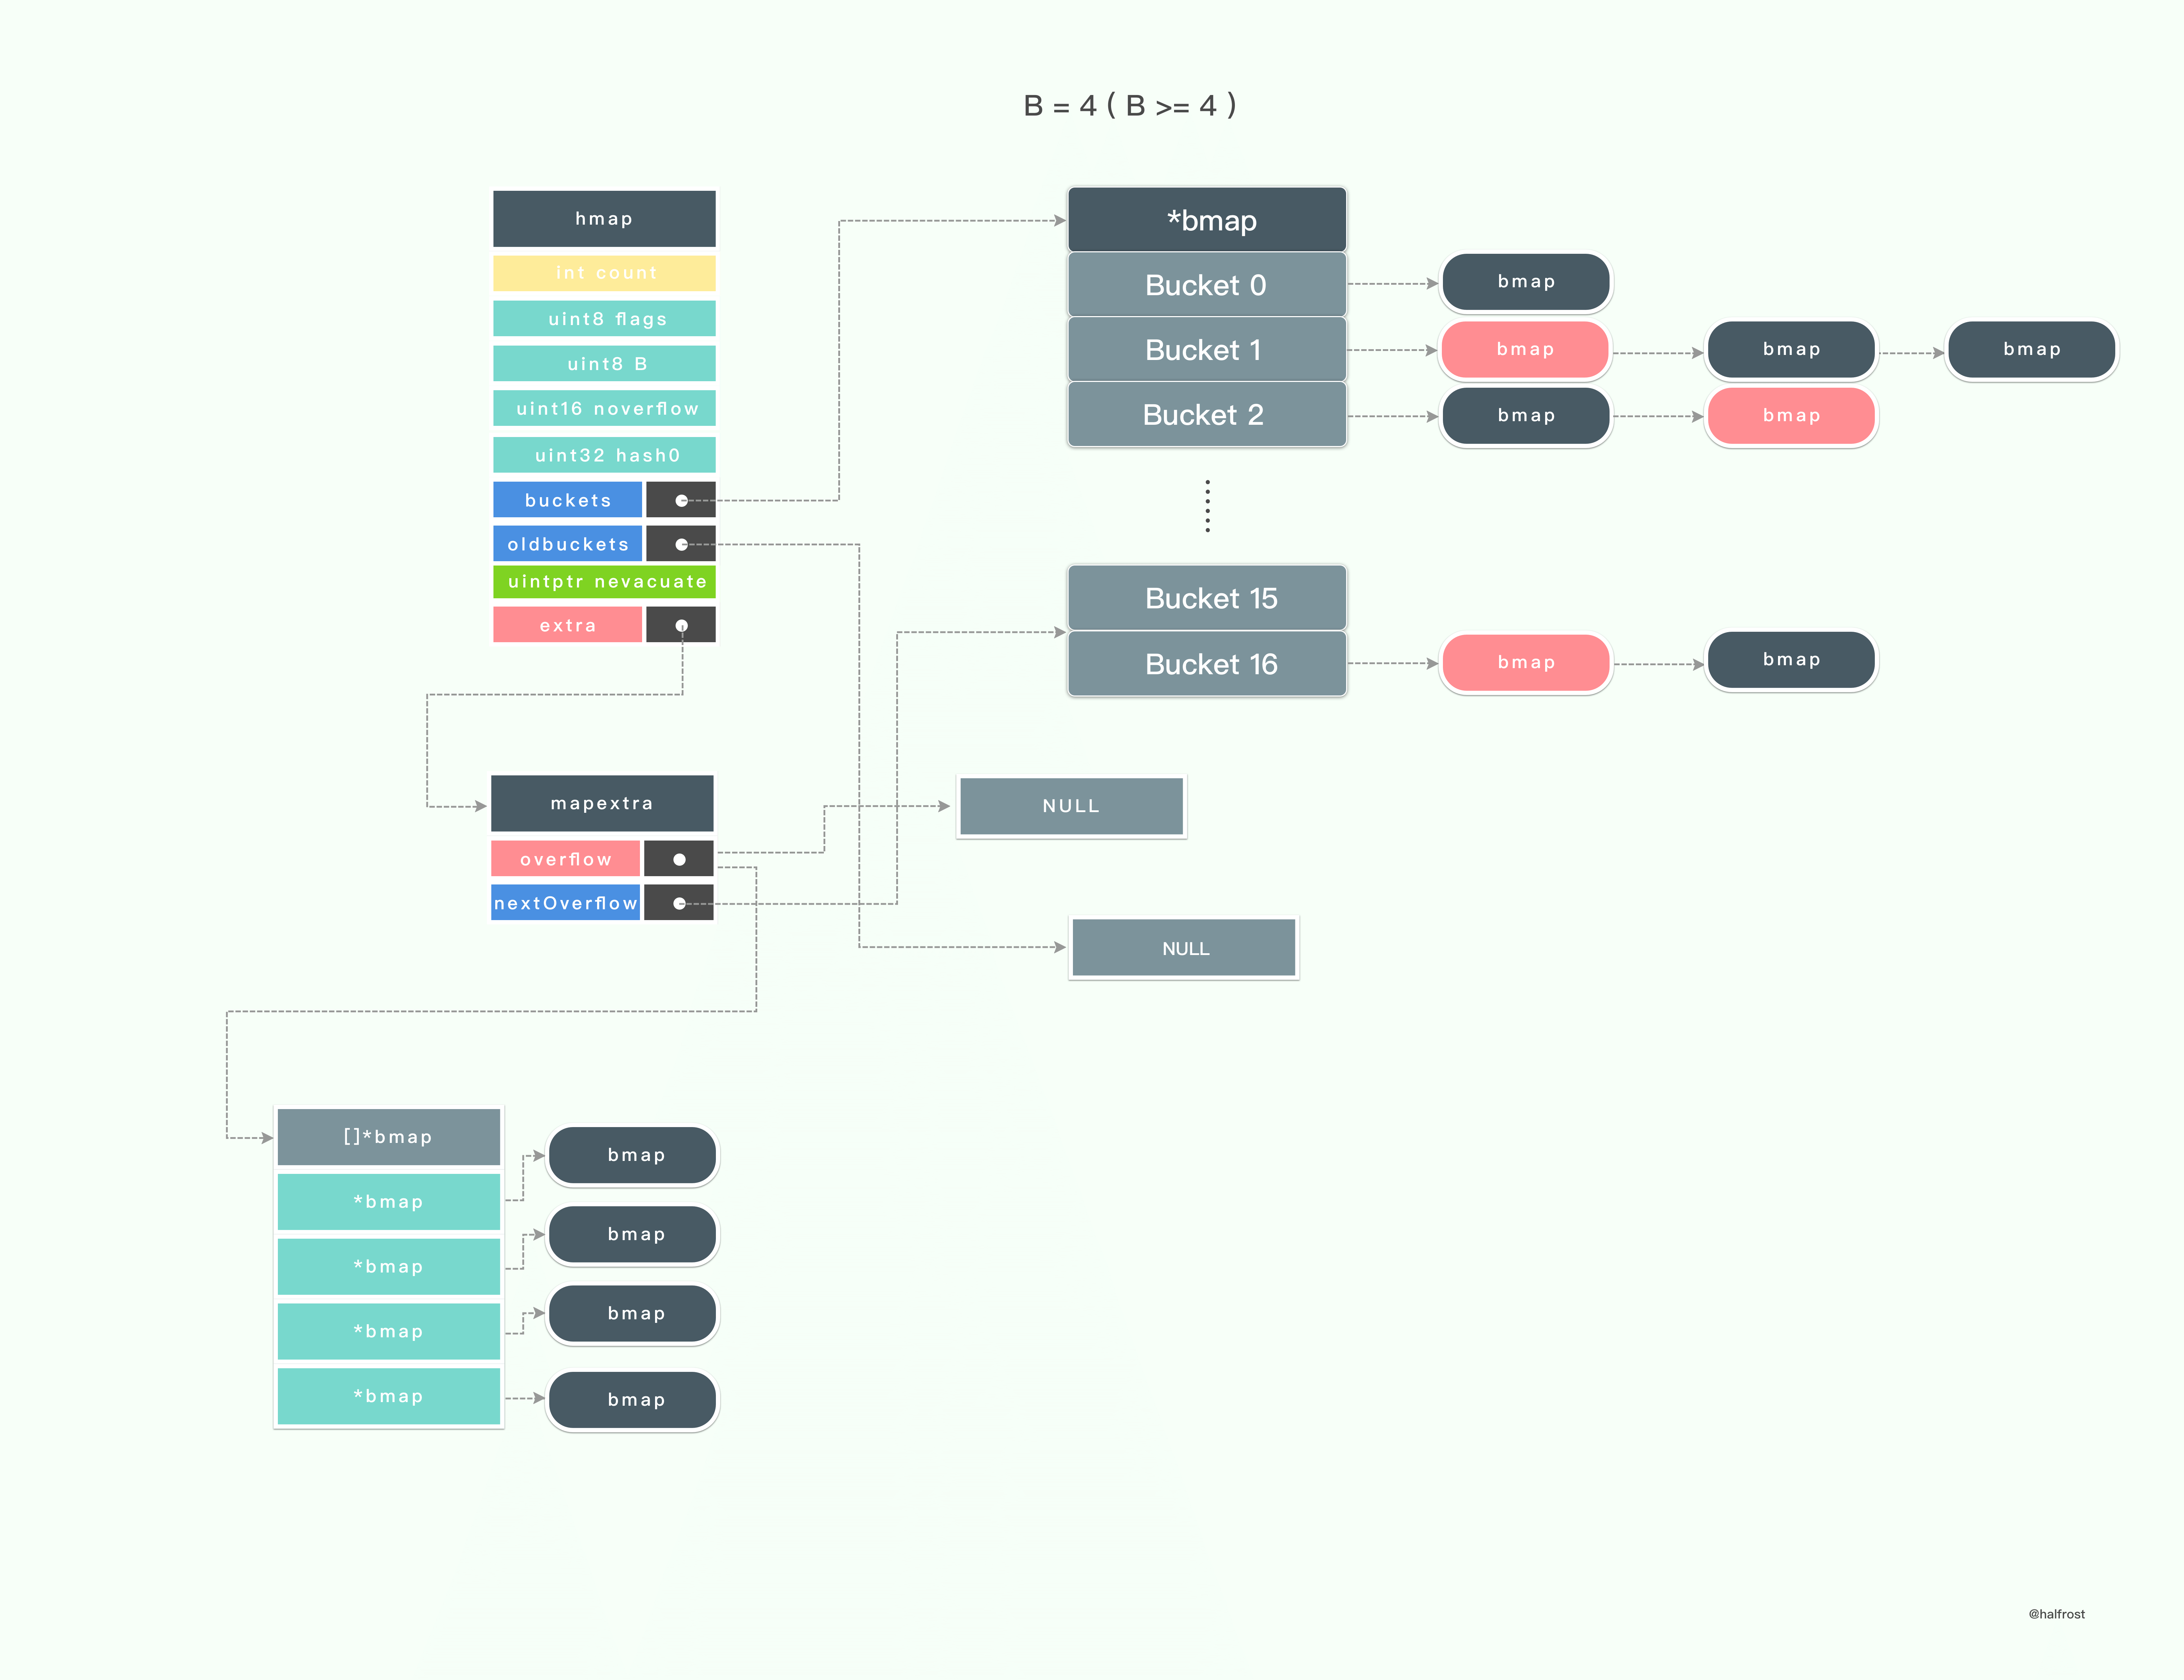 B = 4 ( B >= 4 )
hmap
int count
uint8 flags
uint8 B
uint16 noverflow
uint32 hash0
buckets
oldbuckets
uintptr nevacuate
extra
*bmap
Bucket 0
bmap
Bucket 1
bmap
bmap
bmap
Bucket 2
bmap
bmap
Bucket 15
Bucket 16
bmap
bmap
mapextra
overflow
nextOverflow
NULL
NULL
[]*bmap
*bmap
*bmap
*bmap
*bmap
bmap
bmap
bmap
bmap
@halfrost